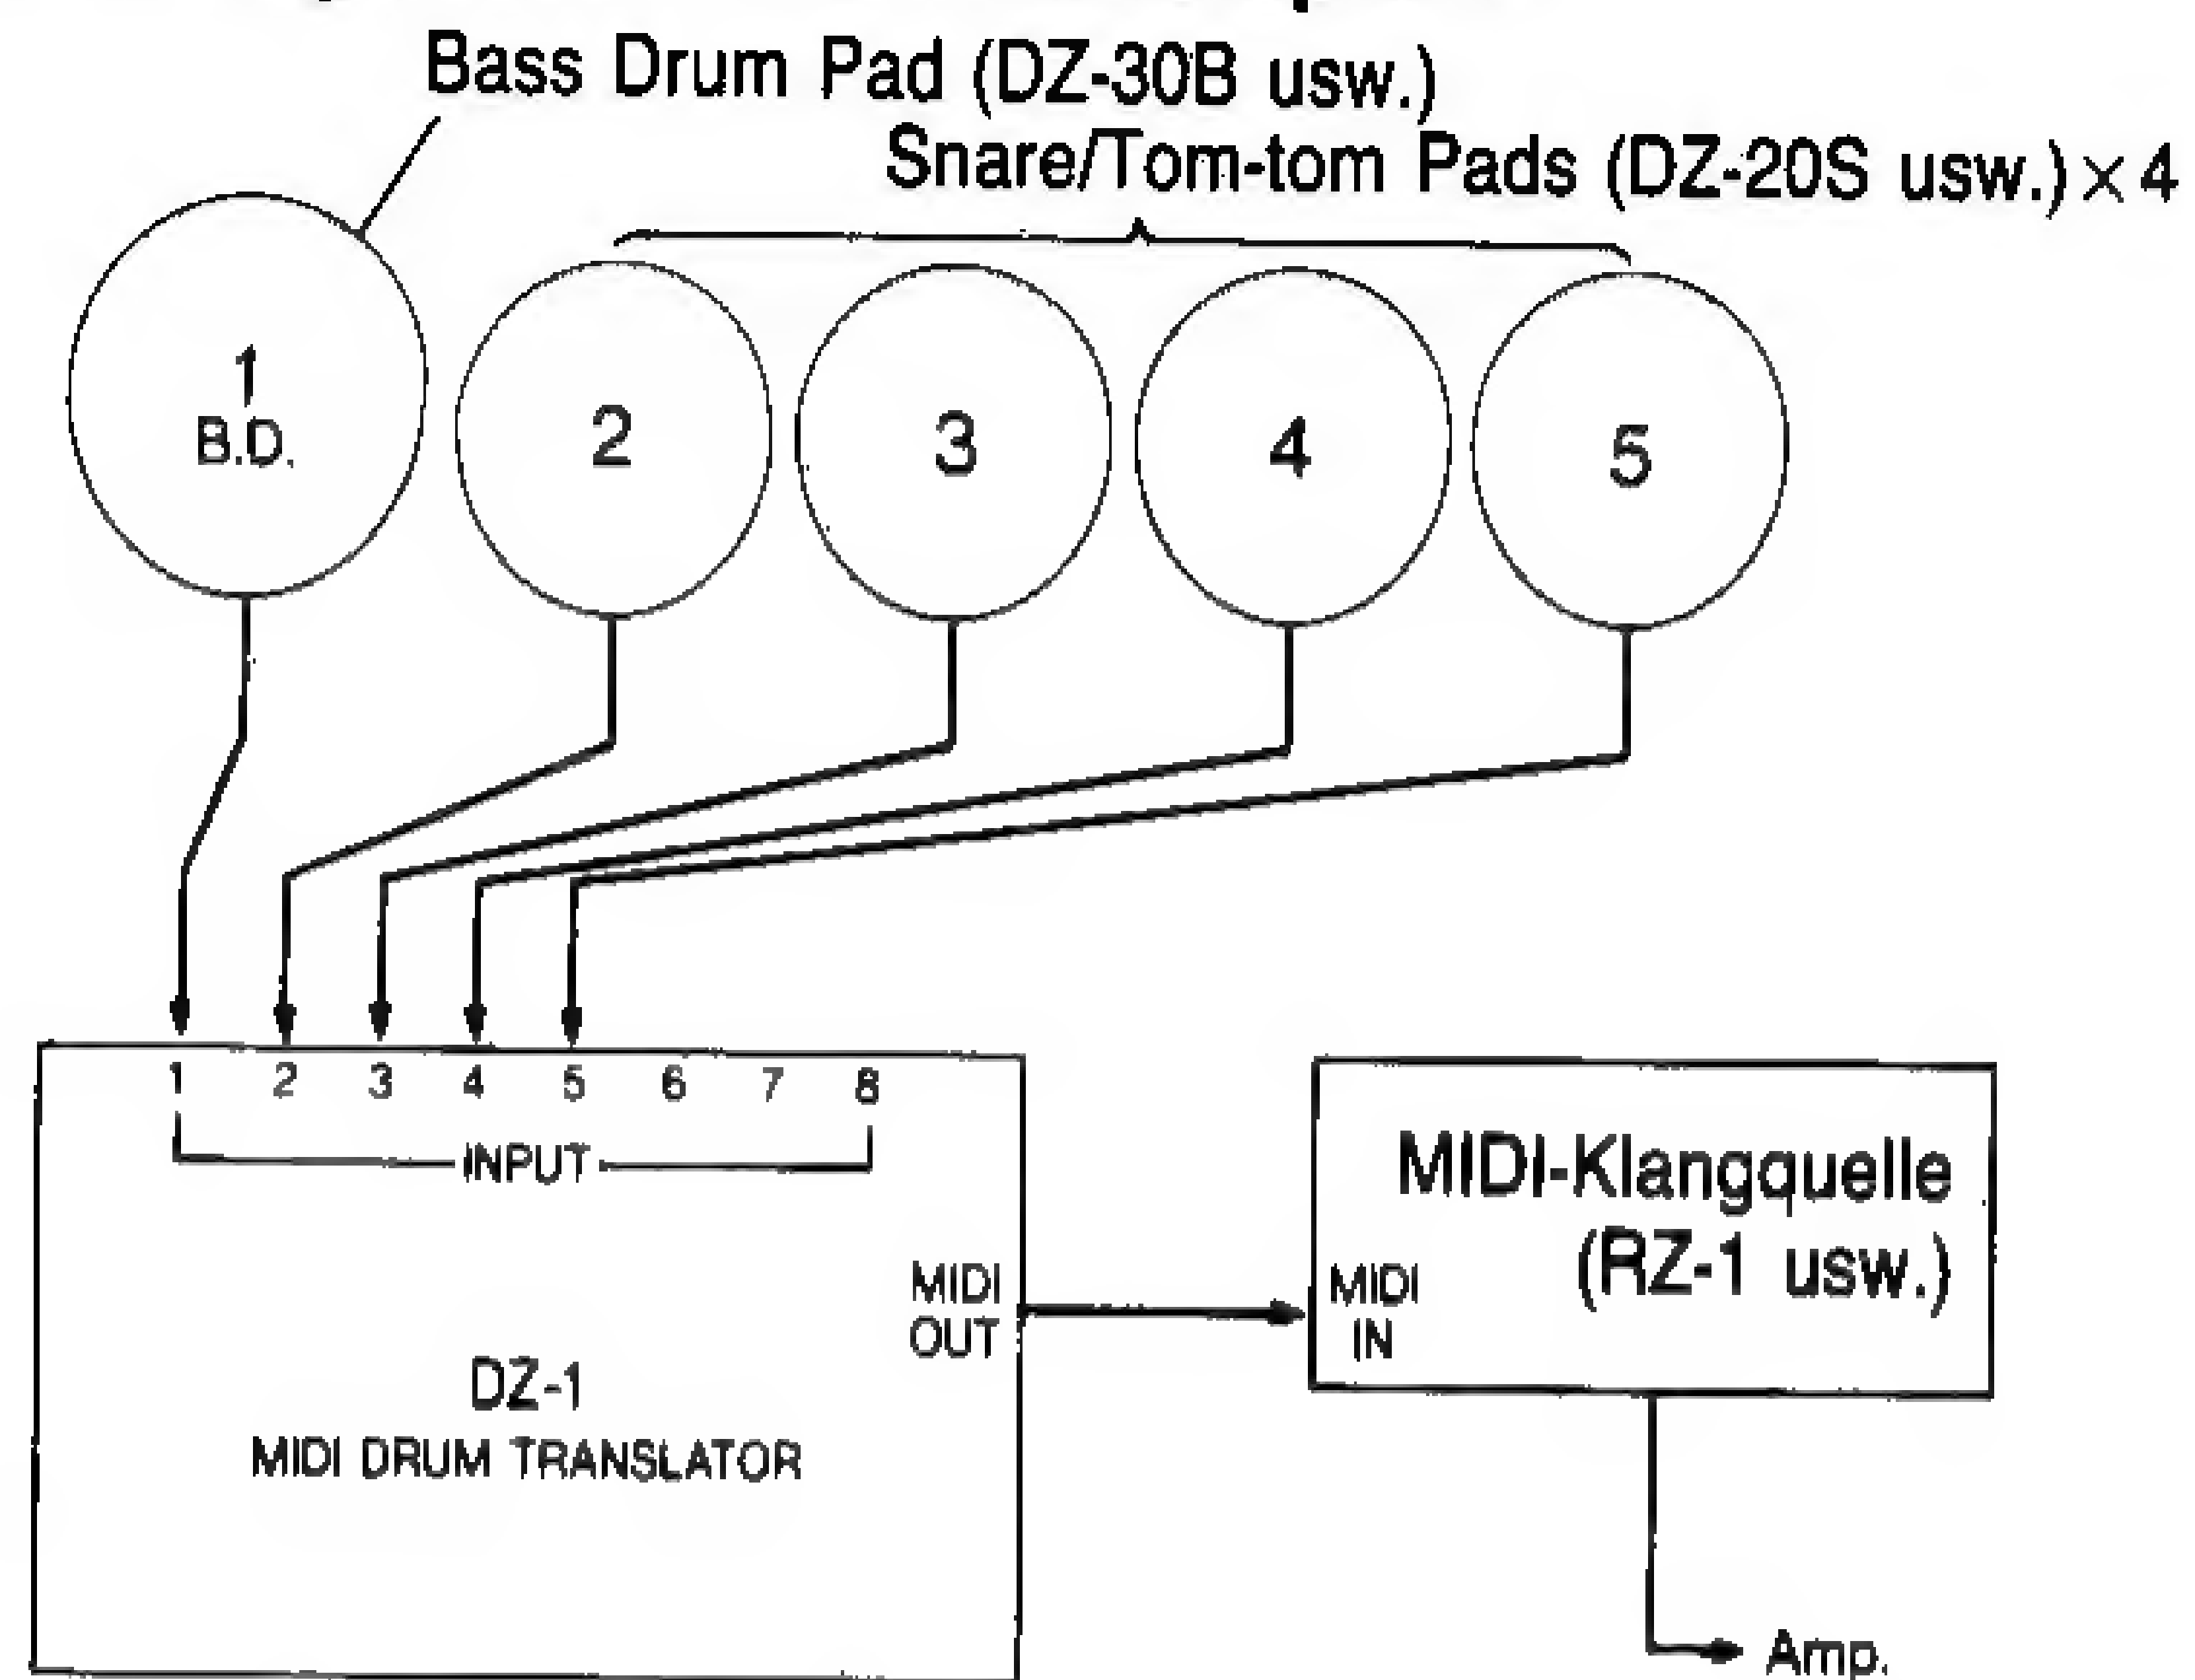 Bass Drum Pad (DZ-30B usw.)
Snare/Tom-tom Pads (DZ-20S usw.)×4
1
B.D.
2
3
4
5
1 2 3 4 5 6 7 8
INPUT
MIDI
OUT
DZ-1
MIDI DRUM TRANSLATOR
MIDI-Klangquelle
(RZ-1 usw.)
MIDI
IN
Amp.